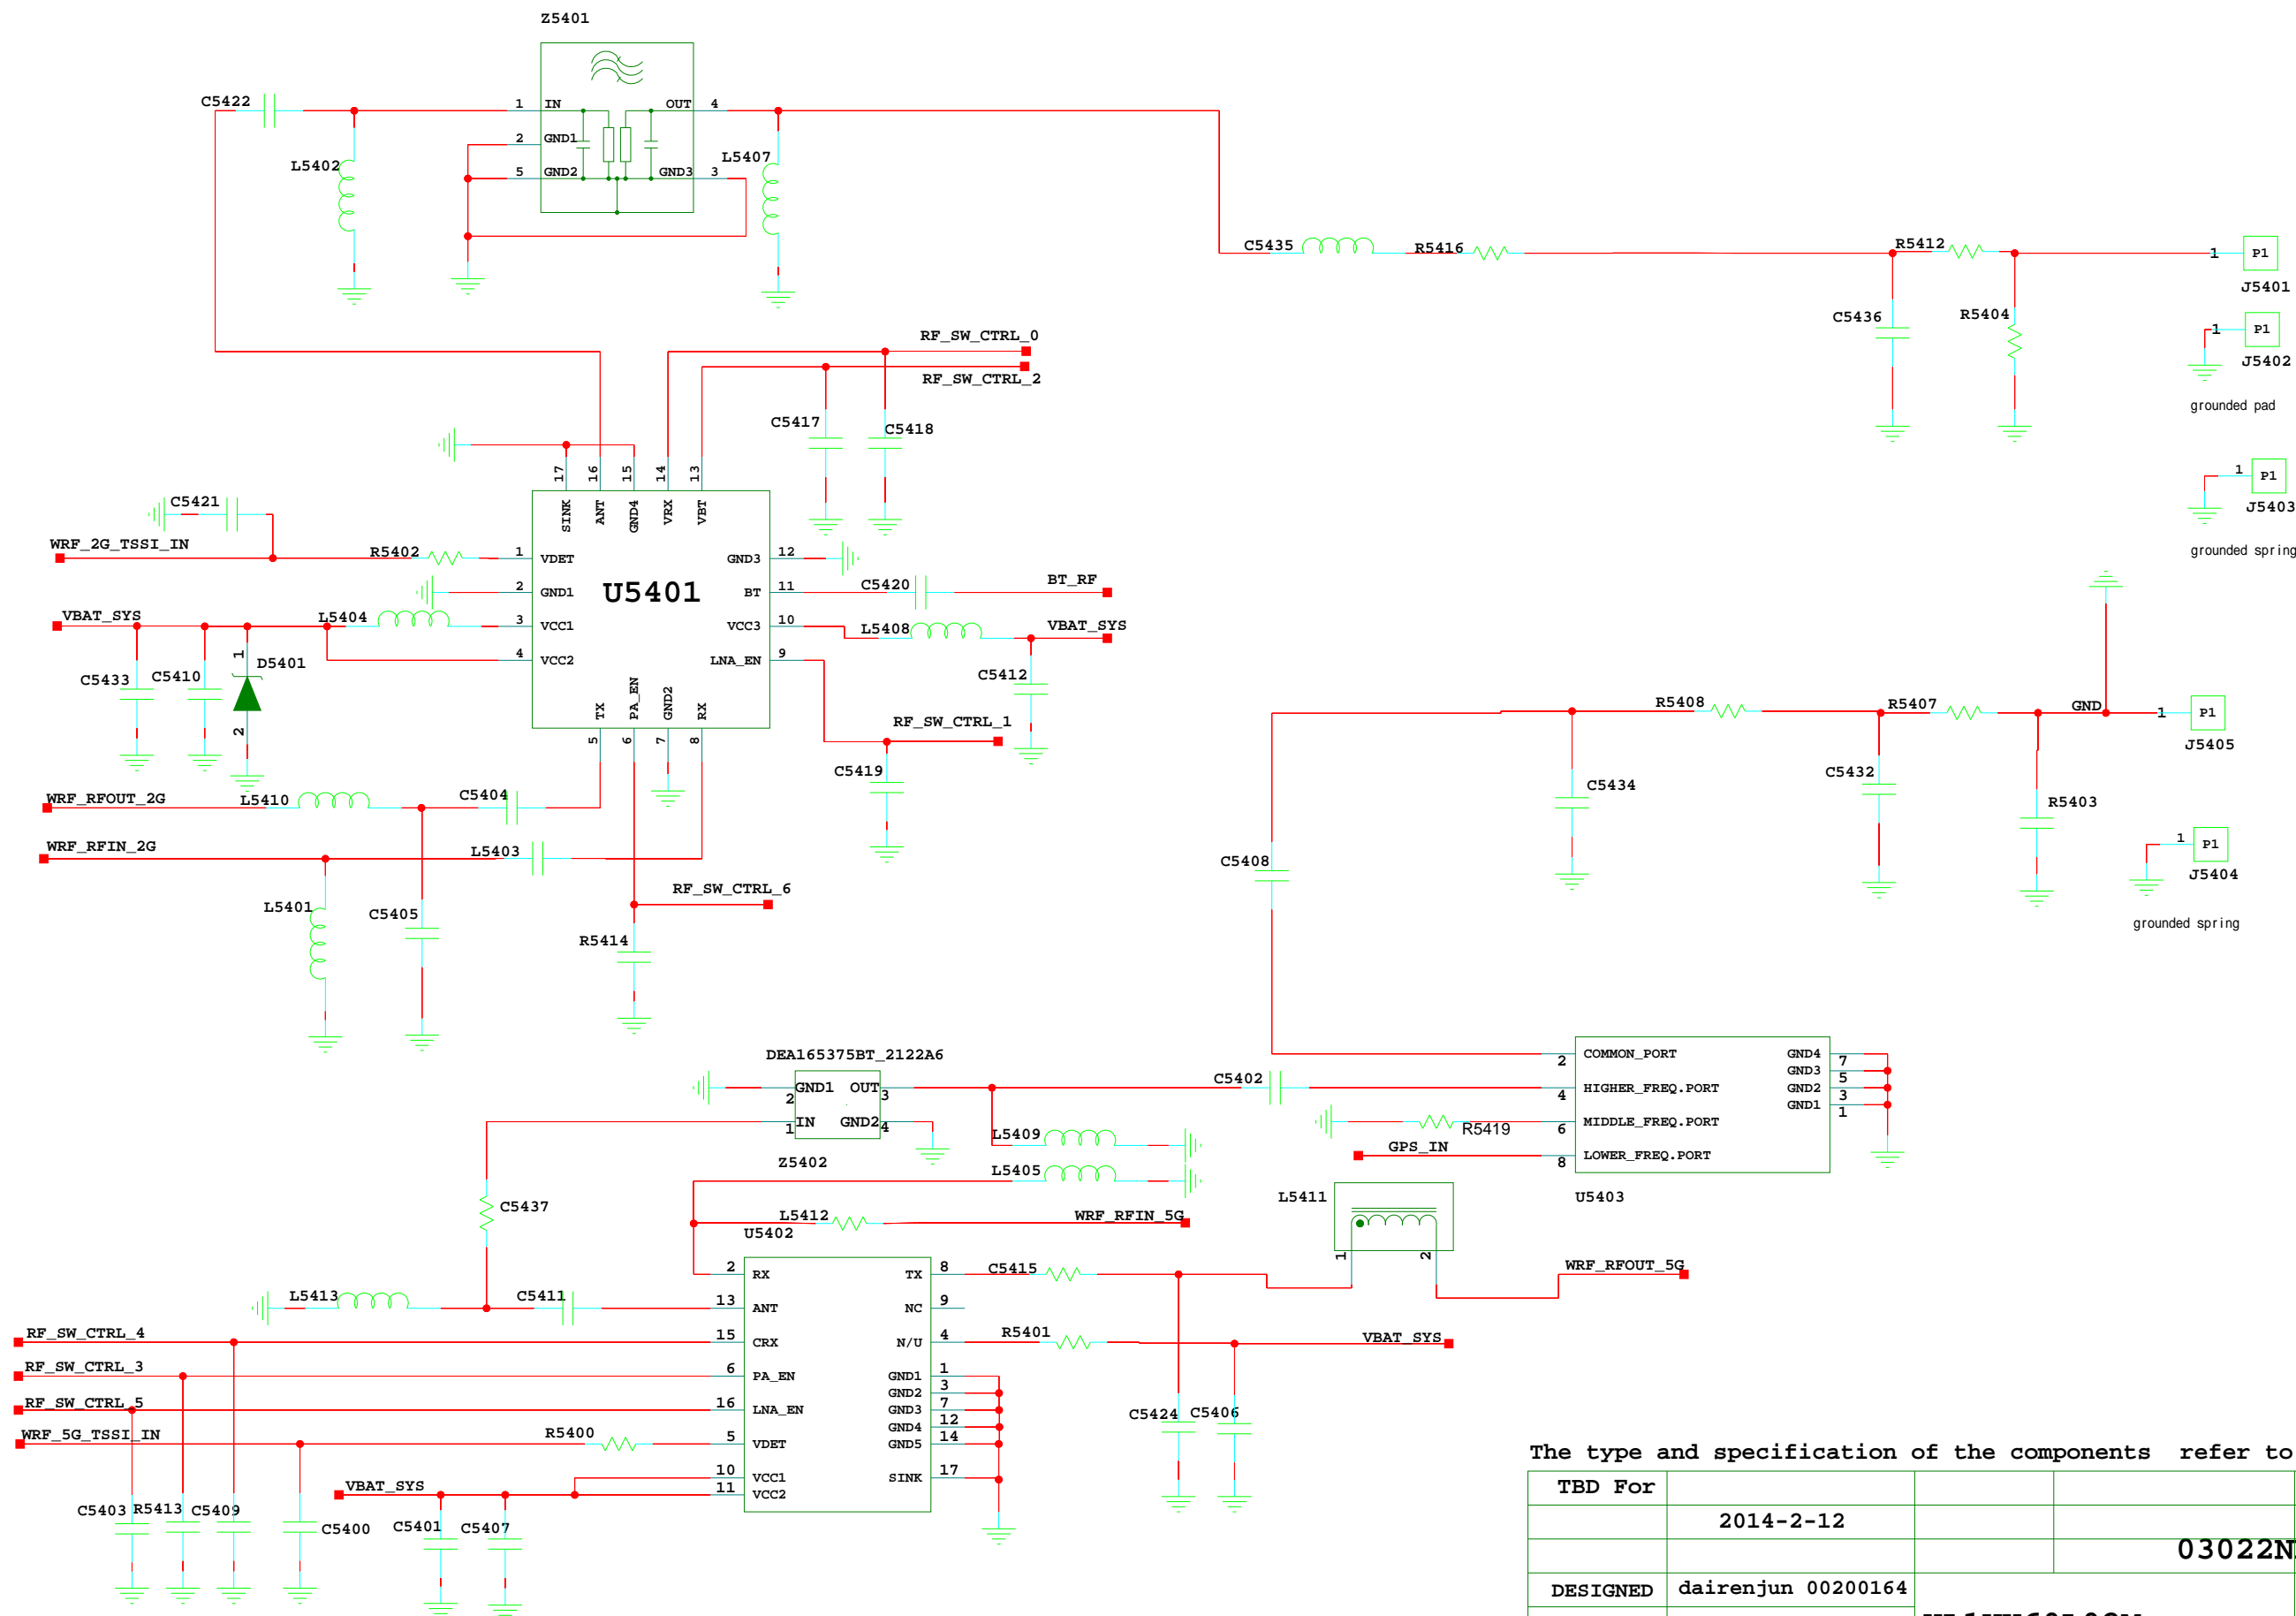 Z5401
C5422
1 IN OUT 4
2 GND1
L5402
L5407
5 GND2 GND3 3
C5435
R5416
R5412
1 P1
J5401
C5436
R5404
1 P1
J5402
grounded pad
RF_SW_CTRL_0
RF_SW_CTRL_2
C5417
C5418
1 P1
J5403
grounded spring
17 16 15 14 13
SINK ANT GND4 VRX VBT
C5421
WRF_2G_TSSI_IN
R5402
1 VDET
GND3 12
2 GND1
U5401
BT 11
C5420
BT_RF
VBAT_SYS
L5404
3 VCC1
VCC3 10
L5408
VBAT_SYS
4 VCC2
LNA_EN 9
C5433
C5410
1
D5401
2
C5412
TX PA_EN GND2 RX
5 6 7 8
RF_SW_CTRL_1
C5419
R5408
R5407
GND
1 P1
J5405
C5434
C5432
R5403
WRF_RFOUT_2G
L5410
C5404
WRF_RFIN_2G
L5403
C5408
1 P1
J5404
grounded spring
RF_SW_CTRL_6
L5401
C5405
R5414
DEA165375BT_2122A6
GND1 OUT
2 3
IN GND2
1 4
Z5402
C5402
2 COMMON_PORT GND4 7
GND3 5
4 HIGHER_FREQ.PORT GND2 3
GND1 1
R5419
6 MIDDLE_FREQ.PORT
GPS_IN
8 LOWER_FREQ.PORT
U5403
L5409
L5405
C5437
L5412
WRF_RFIN_5G
L5411
1 2
U5402
WRF_RFOUT_5G
2 RX TX 8
C5415
L5413
C5411
13 ANT NC 9
RF_SW_CTRL_4
15 CRX N/U 4
R5401
VBAT_SYS
RF_SW_CTRL_3
6 PA_EN GND1 1
GND2 3
RF_SW_CTRL_5
16 LNA_EN GND3 7
GND4 12
WRF_5G_TSSI_IN
R5400
5 VDET GND5 14
10 VCC1 SINK 17
VBAT_SYS
11 VCC2
C5424
C5406
C5403
R5413
C5409
C5400
C5401
C5407
The type and specification of the components refer to
TBD For
2014-2-12
03022N
DESIGNED dairenjun 00200164